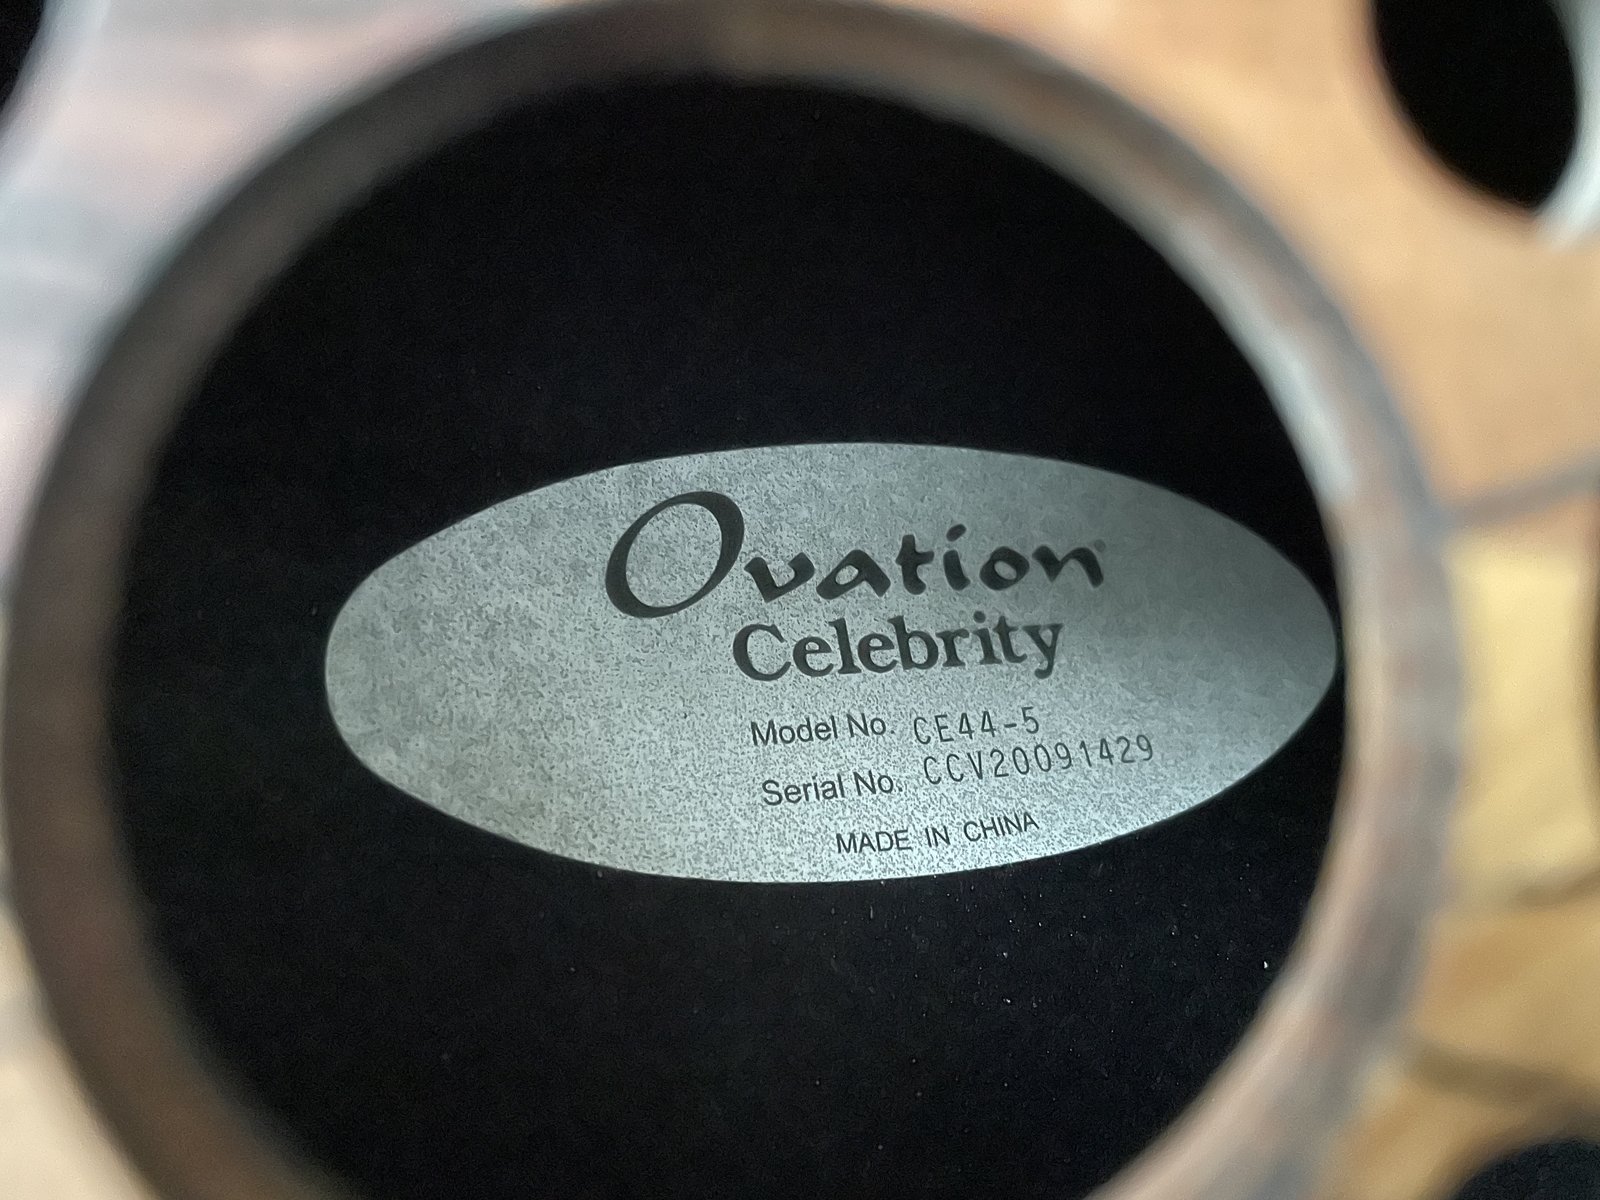 Ovation
Celebrity
Model No. CE44-5
Serial No. CCV20091429
MADE IN CHINA